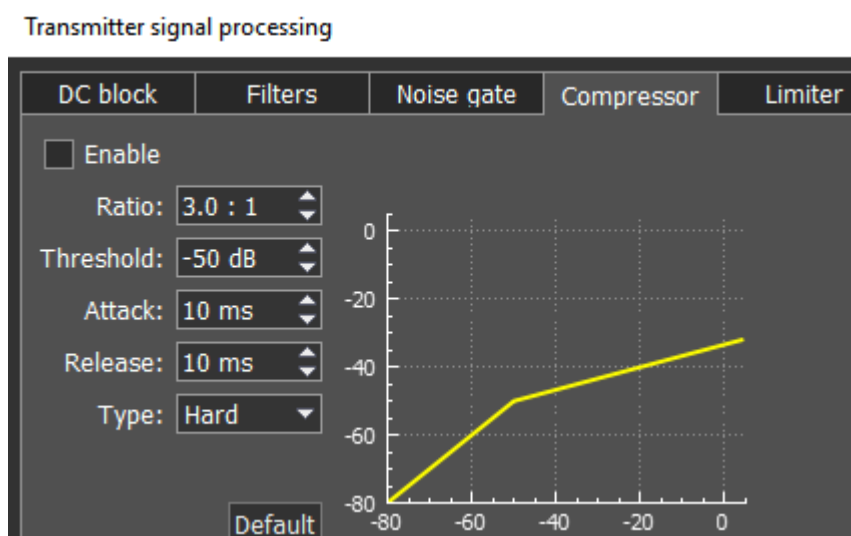 Transmitter signal processing
DC block Filters Noise gate Compressor Limiter
Enable
Ratio: 3.0 : 1
Threshold: -50 dB
Attack: 10 ms
Release: 10 ms
Type: Hard
Default
0
-20
-40
-60
-80
-80 -60 -40 -20 0